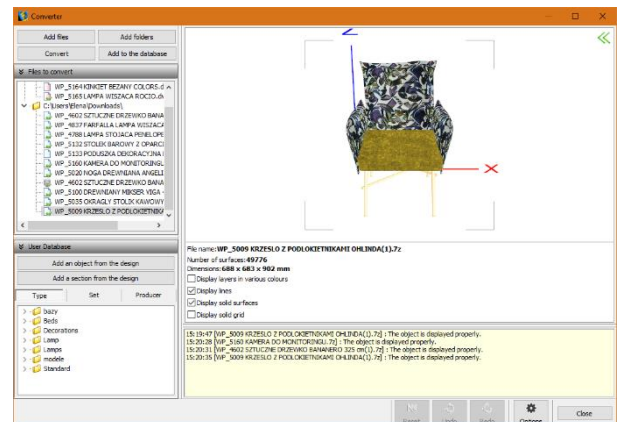 Converter
Add files
Add folders
Convert
Add to the database
Files to convert
WP_5164 KINKIET BEZANY COLORS.d
WP_5165 LAMPA WISZACA ROCIO.dw
C:\Users\Elena\Downloads\
WP_4602 SZTUCZNE DRZEWKO BANA
WP_4837 FARFALLA LAMPA WISZACA
WP_4788 LAMPA STOJACA PENELOPE
WP_5132 STOLEK BAROWY Z OPARCI
WP_5133 PODUSZKA DEKORACYJNA I
WP_5160 KAMERA DO MONITORINGL
WP_5020 NOGA DREWNIANA ANGELI
WP_4602 SZTUCZNE DRZEWKO BANA
WP_5100 DREWNIANY MIKSER VIGA -
WP_5035 OKRAGLY STOLIK KAWOWY
WP_5009 KRZESLO Z PODLOKIETNIKA
User Database
Add an object from the design
Add a section from the design
Type
Set
Producer
bazy
Beds
Decorations
Lamp
Lamps
modele
Standard
Z
X
File name: WP_5009 KRZESLO Z PODLOKIETNIKAMI OHLINDA(1).7z
Number of surfaces: 49776
Dimensions: 688 x 683 x 902 mm
Display layers in various colours
Display lines
Display solid surfaces
Display solid grid
15:19:47 [WP_5009 KRZESLO Z PODLOKIETNIKAMI OHLINDA(1).7z] : The object is displayed properly.
15:20:28 [WP_5160 KAMERA DO MONITORINGU.7z] : The object is displayed properly.
15:20:31 [WP_4602 SZTUCZNE DRZEWKO BANANERO 325 cm(1).7z] : The object is displayed properly.
15:20:35 [WP_5009 KRZESLO Z PODLOKIETNIKAMI OHLINDA(1).7z] : The object is displayed properly.
Reset
Undo
Redo
Options
Close